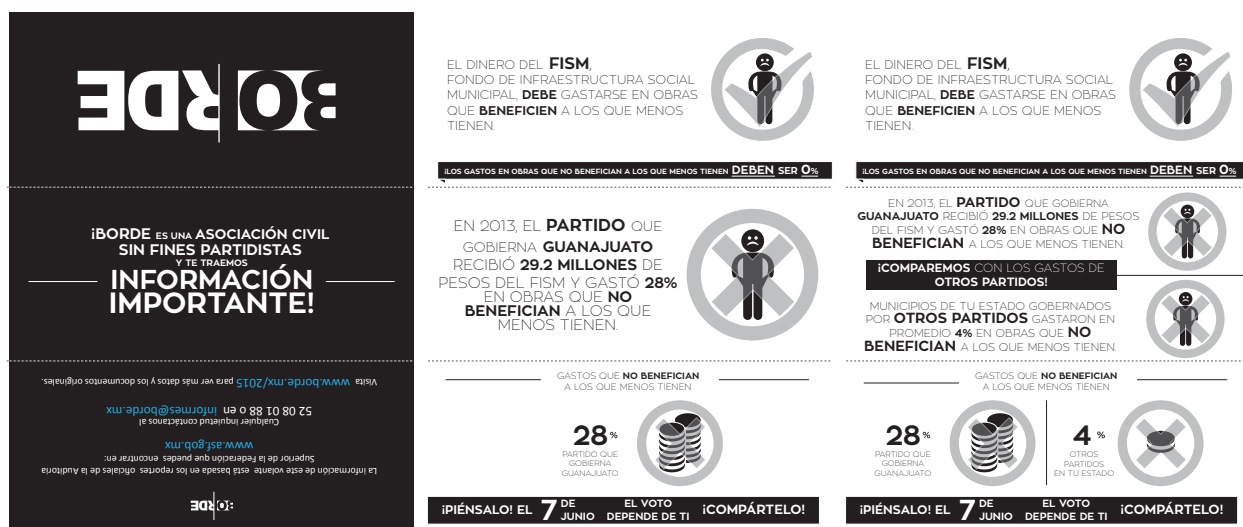 BORDE
¡BORDE ES UNA ASOCIACIÓN CIVIL
SIN FINES PARTIDISTAS
Y TE TRAEMOS
INFORMACIÓN
IMPORTANTE!
BORDE
La información de este volante está basada en los reportes oficiales de la Auditoría
Superior de la Federación que puedes encontrar en:
www.asf.gob.mx
Cualquier inquietud contáctanos al
52 08 01 88 o en informes@borde.mx
Visita www.borde.mx/2015 para ver más datos y los documentos originales.
EL DINERO DEL FISM,
FONDO DE INFRAESTRUCTURA SOCIAL
MUNICIPAL, DEBE GASTARSE EN OBRAS
QUE BENEFICIEN A LOS QUE MENOS
TIENEN.
¡LOS GASTOS EN OBRAS QUE NO BENEFICIAN A LOS QUE MENOS TIENEN DEBEN SER 0%
EN 2013, EL PARTIDO QUE
GOBIERNA GUANAJUATO
RECIBIÓ 29.2 MILLONES DE
PESOS DEL FISM Y GASTÓ 28%
EN OBRAS QUE NO
BENEFICIAN A LOS QUE
MENOS TIENEN.
GASTOS QUE NO BENEFICIAN
A LOS QUE MENOS TIENEN
28%
PARTIDO QUE
GOBIERNA
GUANAJUATO
¡PIÉNSALO! EL 7 DE JUNIO EL VOTO DEPENDE DE TI ¡COMPÁRTELO!
EL DINERO DEL FISM,
FONDO DE INFRAESTRUCTURA SOCIAL
MUNICIPAL, DEBE GASTARSE EN OBRAS
QUE BENEFICIEN A LOS QUE MENOS
TIENEN.
¡LOS GASTOS EN OBRAS QUE NO BENEFICIAN A LOS QUE MENOS TIENEN DEBEN SER 0%
EN 2013, EL PARTIDO QUE GOBIERNA
GUANAJUATO RECIBIÓ 29.2 MILLONES DE PESOS
DEL FISM Y GASTÓ 28% EN OBRAS QUE NO
BENEFICIAN A LOS QUE MENOS TIENEN.
¡COMPAREMOS CON LOS GASTOS DE
OTROS PARTIDOS!
MUNICIPIOS DE TU ESTADO GOBERNADOS
POR OTROS PARTIDOS GASTARON EN
PROMEDIO 4% EN OBRAS QUE NO
BENEFICIAN A LOS QUE MENOS TIENEN.
GASTOS QUE NO BENEFICIAN
A LOS QUE MENOS TIENEN
28%
PARTIDO QUE
GOBIERNA
GUANAJUATO
4%
OTROS
PARTIDOS
EN TU ESTADO
¡PIÉNSALO! EL 7 DE JUNIO EL VOTO DEPENDE DE TI ¡COMPÁRTELO!